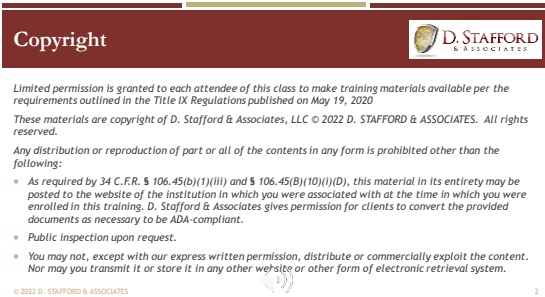 Copyright
D. STAFFORD
& ASSOCIATES
Limited permission is granted to each attendee of this class to make training materials available per the
requirements outlined in the Title IX Regulations published on May 19, 2020
These materials are copyright of D. Stafford & Associates, LLC © 2022 D. STAFFORD & ASSOCIATES. All rights
reserved.
Any distribution or reproduction of part or all of the contents in any form is prohibited other than the
following:
As required by 34 C.F.R. § 106.45(b)(1)(iii) and § 106.45(B)(10)(i)(D), this material in its entirety may be
posted to the website of the institution in which you were associated with at the time in which you were
enrolled in this training. D. Stafford & Associates gives permission for clients to convert the provided
documents as necessary to be ADA-compliant.
Public inspection upon request.
You may not, except with our express written permission, distribute or commercially exploit the content.
Nor may you transmit it or store it in any other website or other form of electronic retrieval system.
© 2022 D. STAFFORD & ASSOCIATES
2